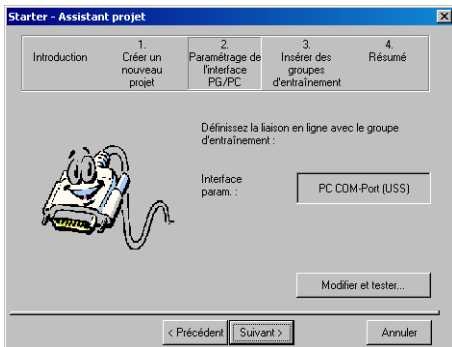 Starter - Assistant projet
Introduction
1.
Créer un
nouveau
projet
2.
Paramétrage de
l'interface
PG/PC
3.
Insérer des
groupes
d'entraînement
4.
Résumé
Définissez la liaison en ligne avec le groupe
d'entraînement :
Interface
param. :
PC COM-Port (USS)
Modifier et tester...
< Précédent
Suivant >
Annuler